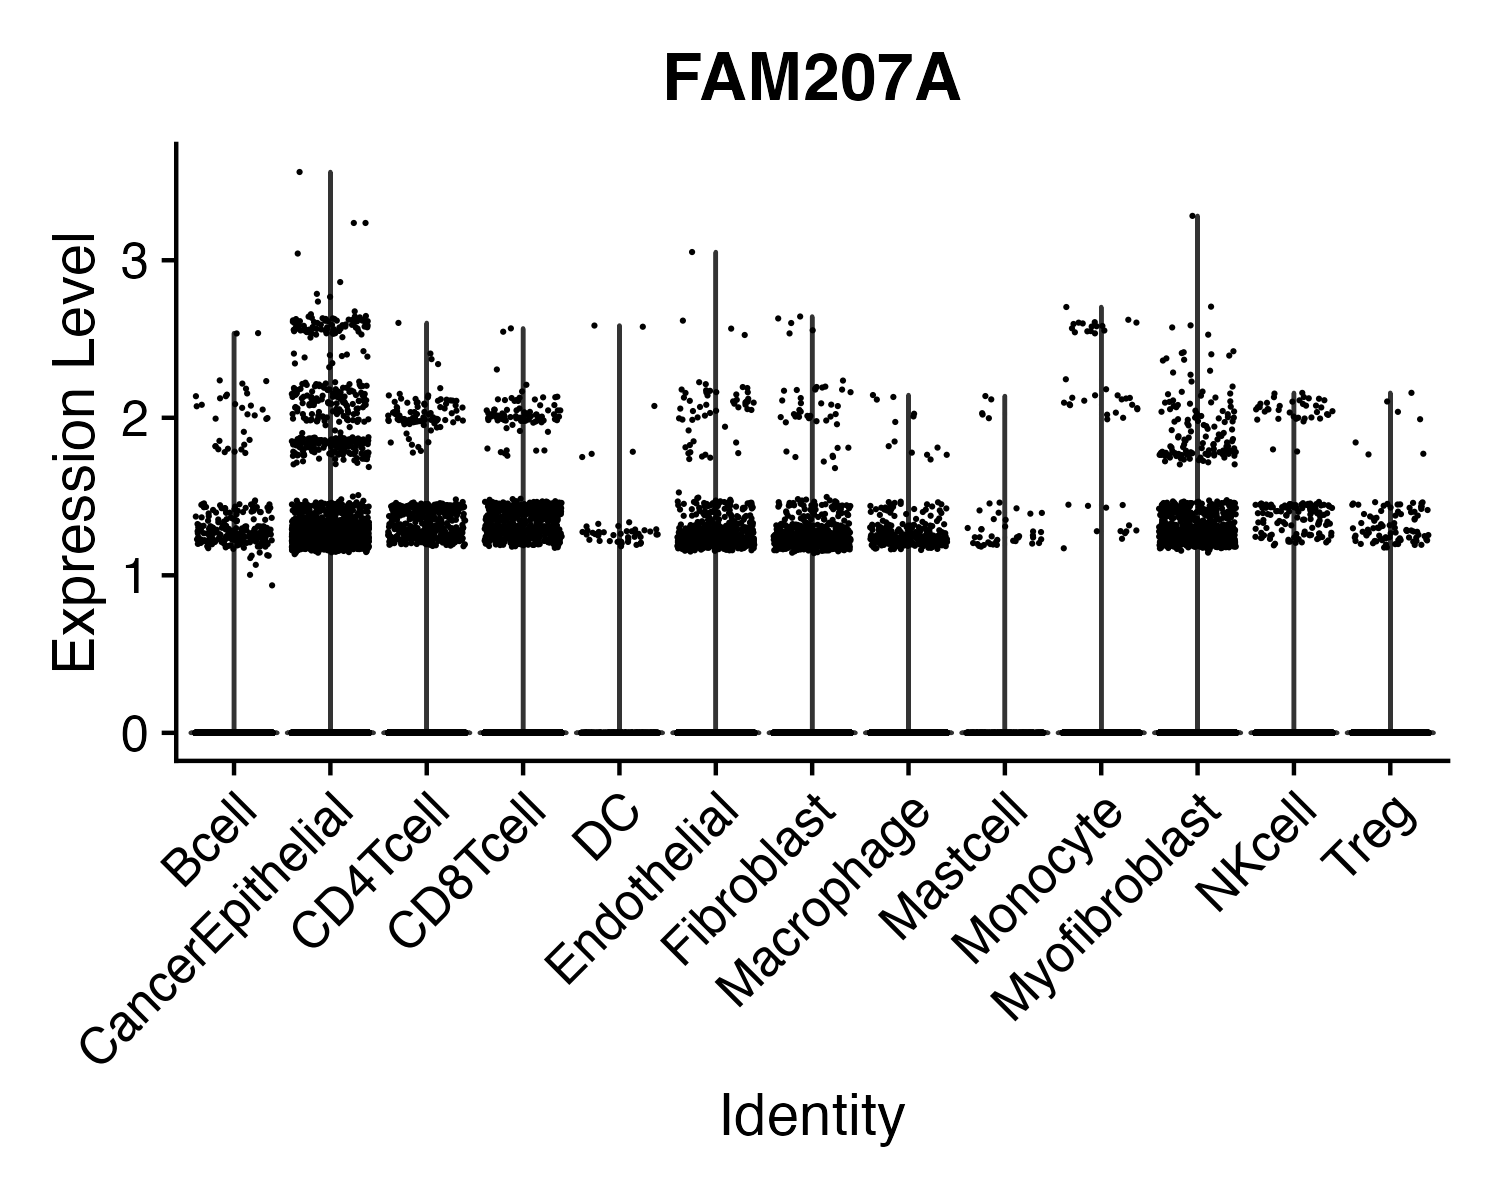 FAM207A
Expression Level
3
2
1
0
Bcell
CancerEpithelial
CD4Tcell
CD8Tcell
DC
Endothelial
Fibroblast
Macrophage
Mastcell
Monocyte
Myofibroblast
NKcell
Treg
Identity